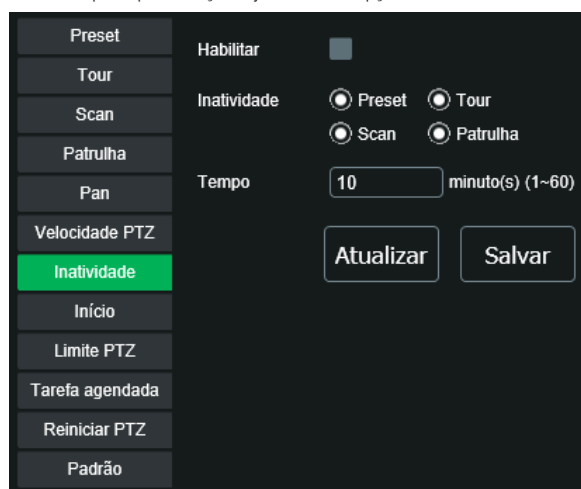 Preset
Tour
Scan
Patrulha
Pan
Velocidade PTZ
Inatividade
Início
Limite PTZ
Tarefa agendada
Reiniciar PTZ
Padrão
Habilitar
Inatividade
Preset Tour
Scan Patrulha
Tempo 10 minuto(s) (1~60)
Atualizar Salvar